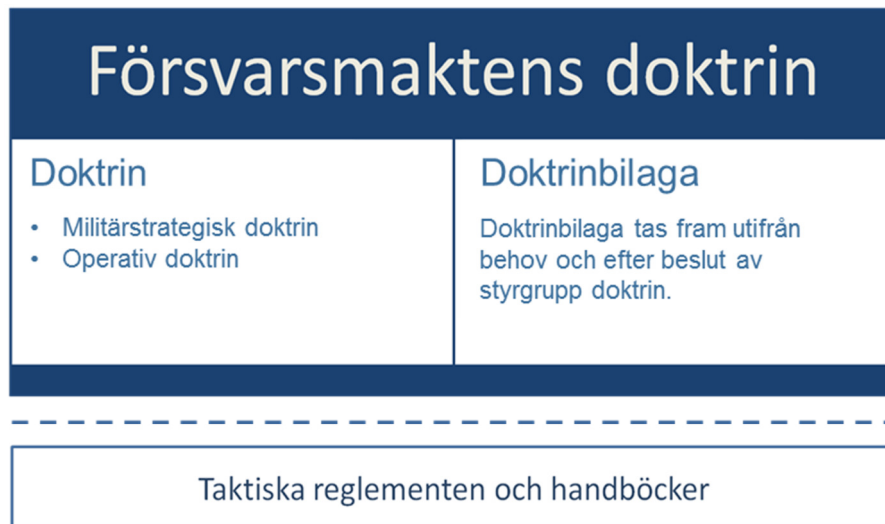 Försvarsmaktens doktrin
Doktrin
• Militärstrategisk doktrin
• Operativ doktrin
Doktrinbilaga
Doktrinbilaga tas fram utifrån
behov och efter beslut av
styrgrupp doktrin.
Taktiska reglementen och handböcker